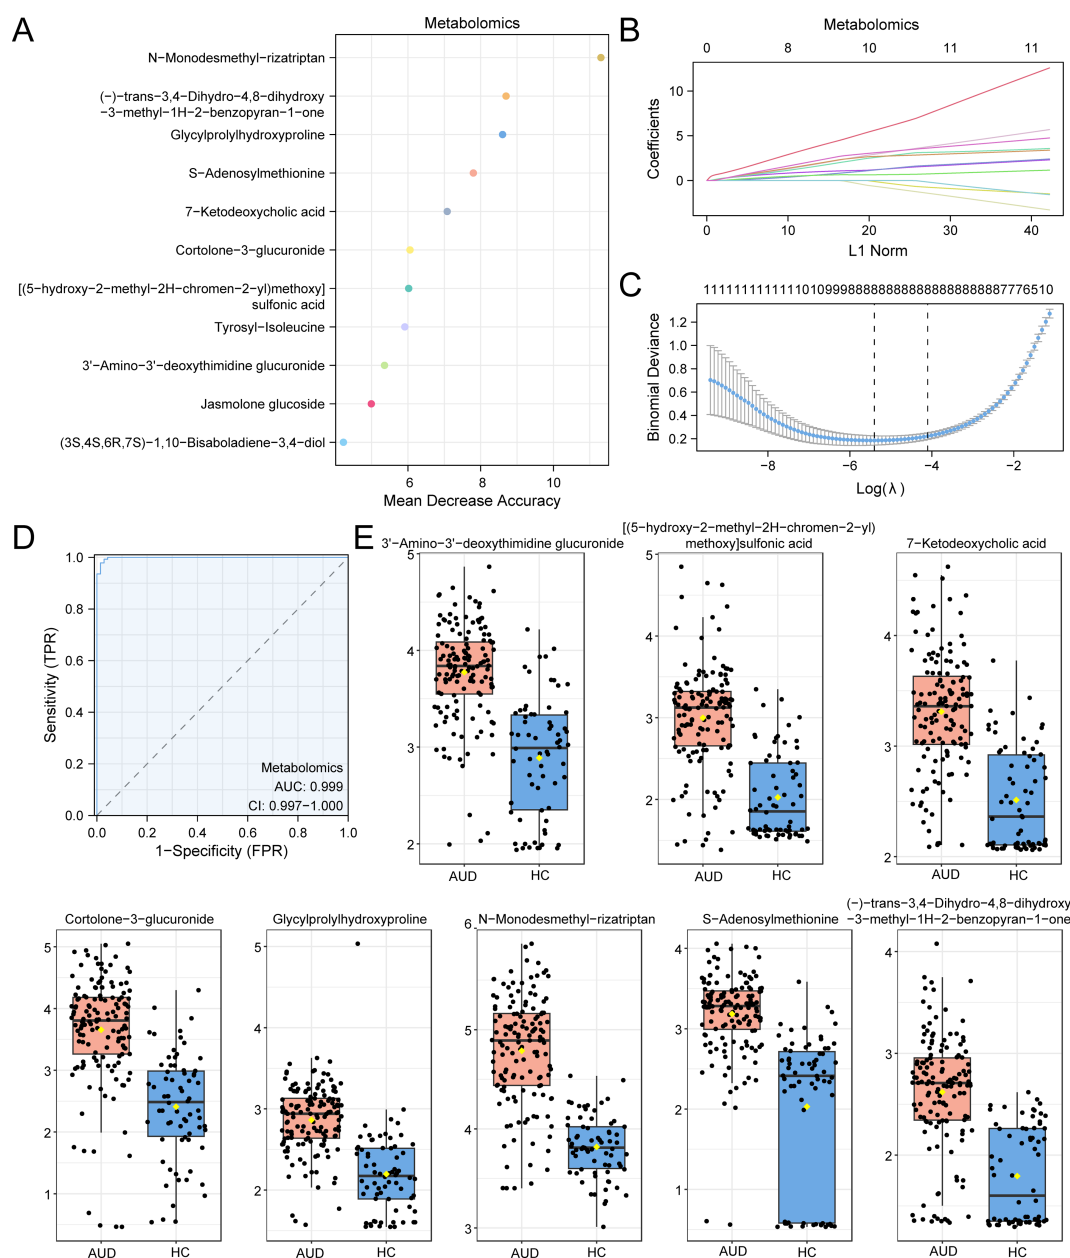 A
Metabolomics
N−Monodesmethyl−rizatriptan
(−)−trans−3,4−Dihydro−4,8−dihydroxy
−3−methyl−1H−2−benzopyran−1−one
Glycylprolylhydroxyproline
S−Adenosylmethionine
7−Ketodeoxycholic acid
Cortolone−3−glucuronide
[(5−hydroxy−2−methyl−2H−chromen−2−yl)methoxy]
sulfonic acid
Tyrosyl−Isoleucine
3'−Amino−3'−deoxythimidine glucuronide
Jasmolone glucoside
(3S,4S,6R,7S)−1,10−Bisaboladiene−3,4−diol
6 8 10
Mean Decrease Accuracy
B
Metabolomics
0 8 10 11 11
10
5
0
Coefficients
0 10 20 30 40
L1 Norm
C
1.2
1.0
0.8
0.6
0.4
0.2
Binomial Deviance
−8 −6 −4 −2
Log(λ)
D
1.0
0.8
0.6
0.4
0.2
0.0
Sensitivity (TPR)
Metabolomics
AUC: 0.999
CI: 0.997−1.000
0.0 0.2 0.4 0.6 0.8 1.0
1−Specificity (FPR)
E
3'−Amino−3'−deoxythimidine glucuronide
5
4
3
2
AUD HC
[(5−hydroxy−2−methyl−2H−chromen−2−yl)
methoxy]sulfonic acid
5
4
3
2
AUD HC
7−Ketodeoxycholic acid
4
3
2
AUD HC
Cortolone−3−glucuronide
5
4
3
2
1
AUD HC
Glycylprolylhydroxyproline
5
4
3
2
AUD HC
N−Monodesmethyl−rizatriptan
6
5
4
3
AUD HC
S−Adenosylmethionine
4
3
2
1
AUD HC
(−)−trans−3,4−Dihydro−4,8−dihydroxy
−3−methyl−1H−2−benzopyran−1−one
4
3
2
AUD HC